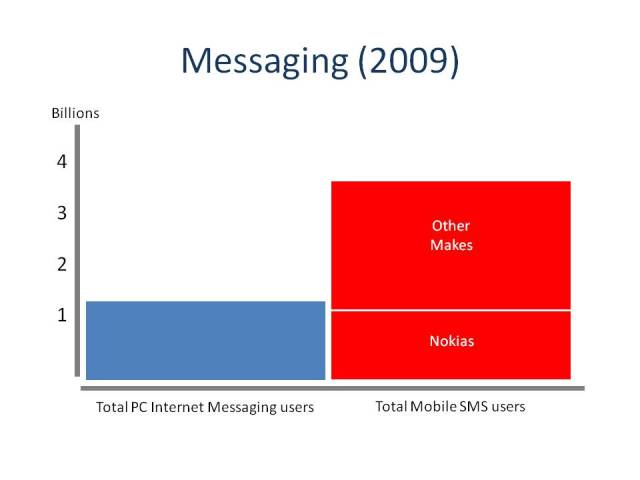 Messaging (2009)
Billions
4
3
2
1
Other
Makes
Nokias
Total PC Internet Messaging users
Total Mobile SMS users